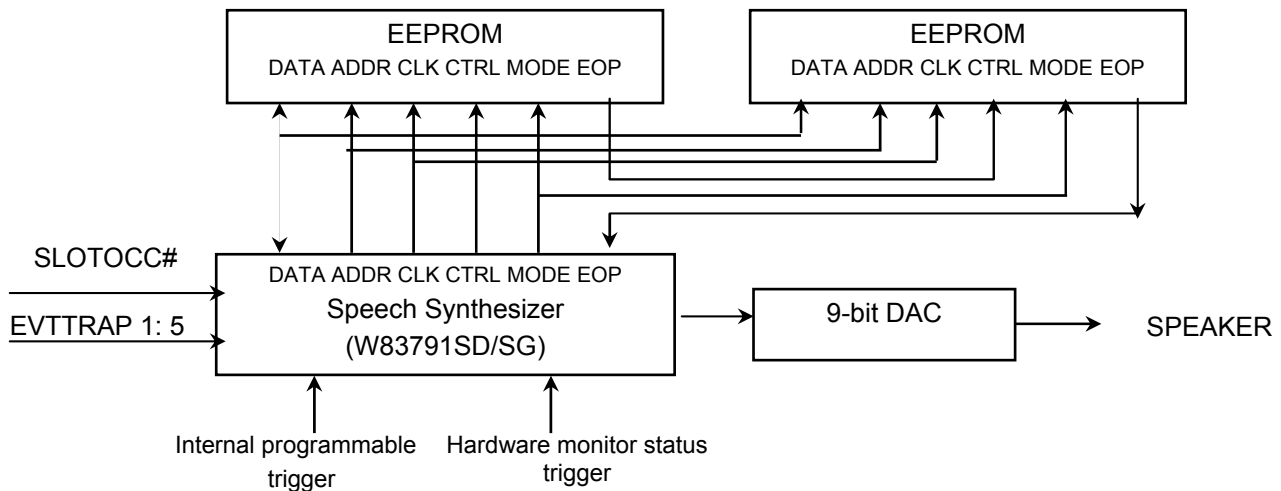 EEPROM
DATA ADDR CLK CTRL MODE EOP
EEPROM
DATA ADDR CLK CTRL MODE EOP
SLOTOCC#
EVTTRAP 1: 5
DATA ADDR CLK CTRL MODE EOP
Speech Synthesizer
(W83791SD/SG)
9-bit DAC
SPEAKER
Internal programmable
trigger
Hardware monitor status
trigger